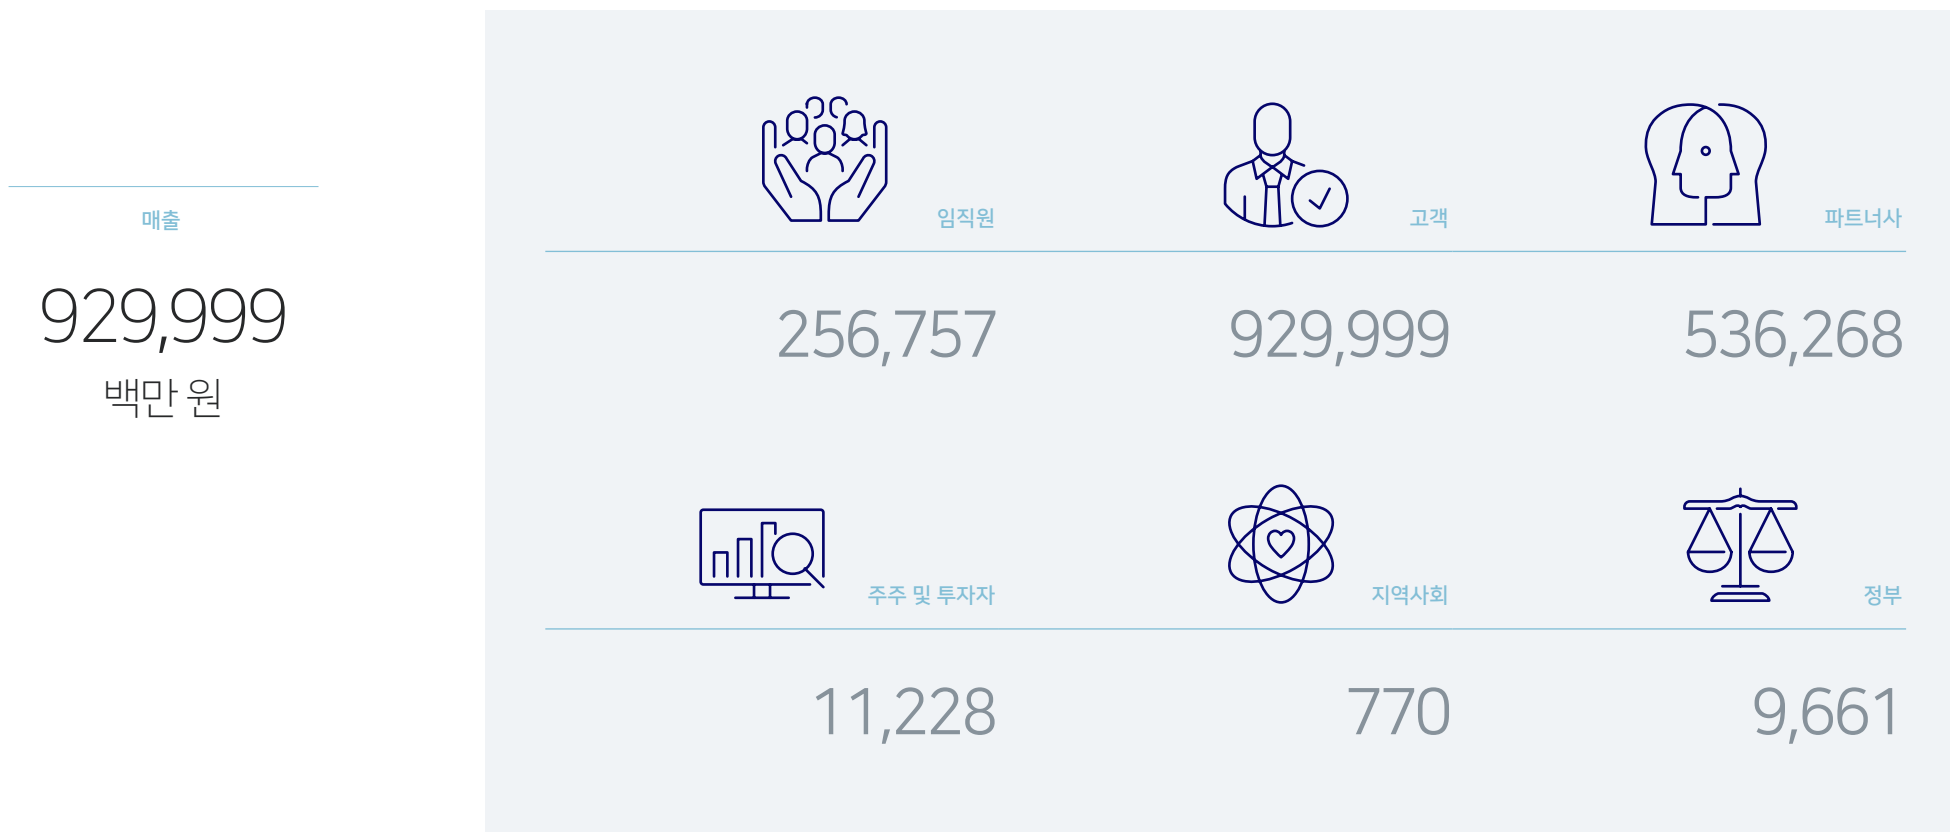 매출
929,999
백만 원
임직원
고객
파트너사
256,757
929,999
536,268
주주 및 투자자
지역사회
정부
11,228
770
9,661